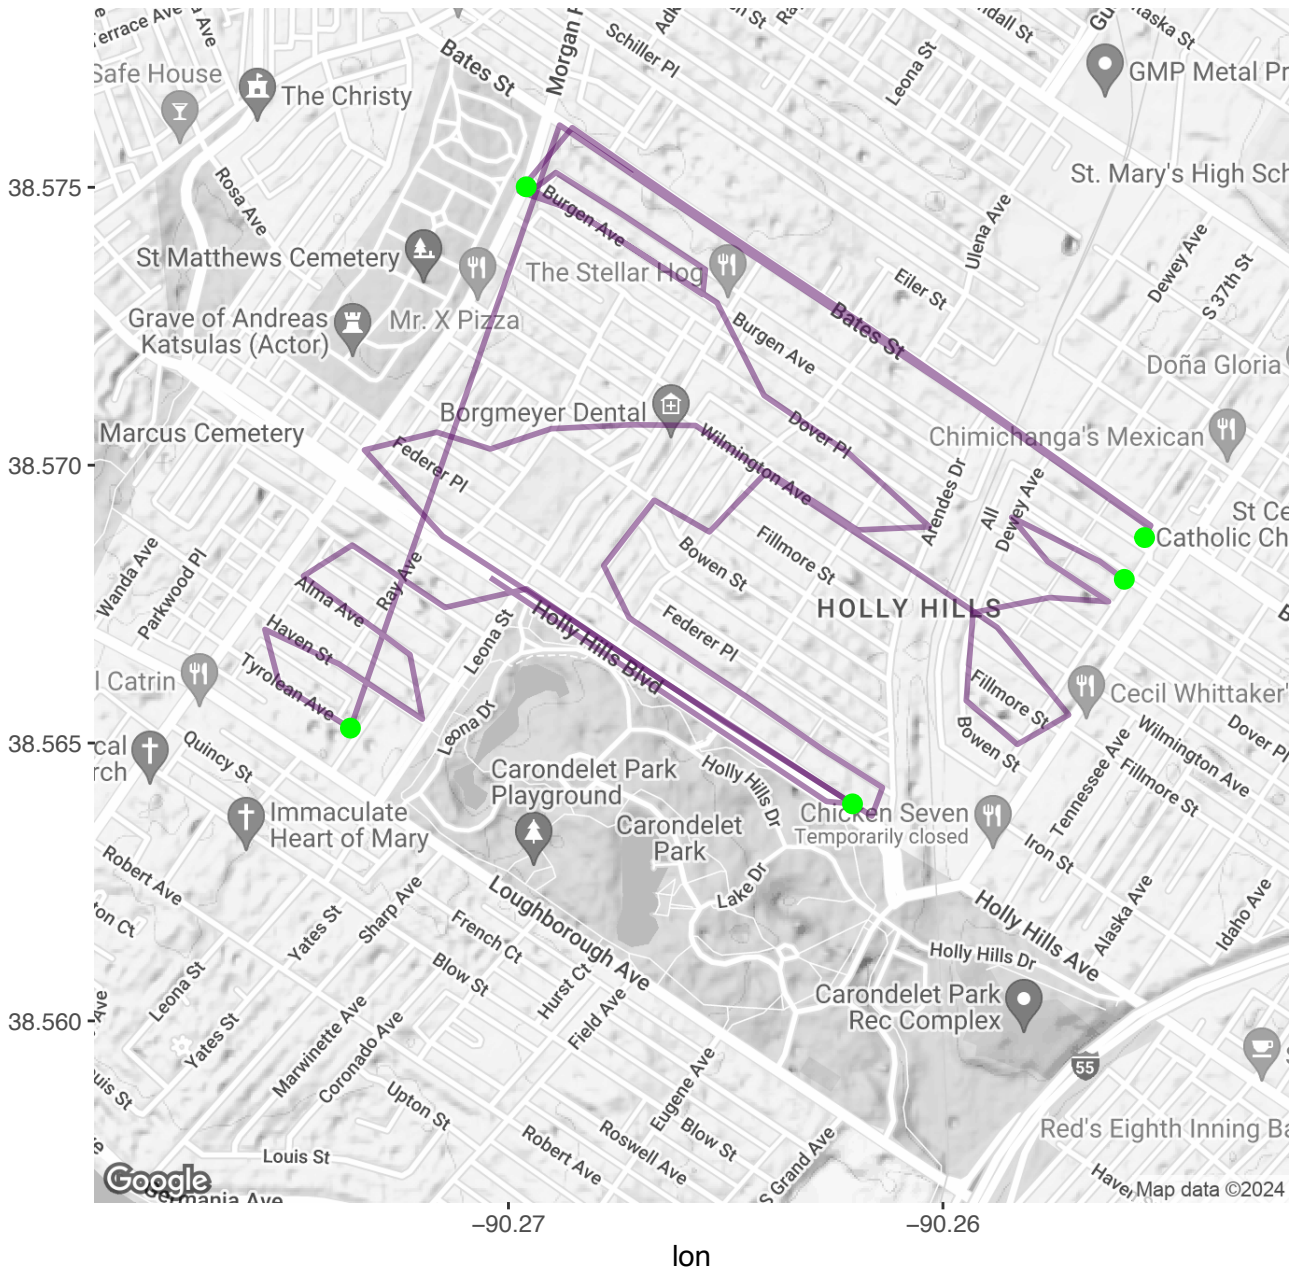 Terrace Ave
Bates St
Morgan F
Schiller Pl
Leona St
GMP Metal Pr
Safe House
The Christy
St. Mary's High Sch
38.575
Rosa Ave
Burgen Ave
Ulena Ave
Dewey Ave
S 37th St
St Matthews Cemetery
The Stellar Hog
Eiler St
Grave of Andreas
Katsulas (Actor)
Mr. X Pizza
Burgen Ave
Bates St
Doña Gloria
Marcus Cemetery
Borgmeyer Dental
Dover Pl
Chimichanga's Mexican
38.570
Federer Pl
Wilmington Ave
Arendes Dr
All
Dewey Ave
St Ce
Catholic Ch
Wanda Ave
Parkwood Pl
Ray Ave
Bowen St
Fillmore St
Alma Ave
HOLLY HILLS
Haven St
Leona St
Holly Hills Blvd
Federer Pl
Tyrolean Ave
l Catrin
Fillmore St
Cecil Whittaker'
Bowen St
Wilmington Ave
Dover Pl
38.565
cal
rch
Quincy St
Leona Dr
Holly Hills Dr
Tennessee Ave
Fillmore St
Carondelet Park
Playground
Immaculate
Heart of Mary
Carondelet
Park
Chicken Seven
Temporarily closed
Iron St
Robert Ave
Lake Dr
Loughborough Ave
Holly Hills Ave
Alaska Ave
Idaho Ave
ton Ct
Yates St
Sharp Ave
French Ct
Holly Hills Dr
Leona St
Blow St
Hurst Ct
Field Ave
Carondelet Park
Rec Complex
38.560
Yates St
Marwinette Ave
Coronado Ave
55
Upton St
Eugene Ave
Blow St
Roswell Ave
Robert Ave
S Grand Ave
Red's Eighth Inning Ba
Louis St
Google
Germania Ave
Map data ©2024
−90.27
−90.26
lon